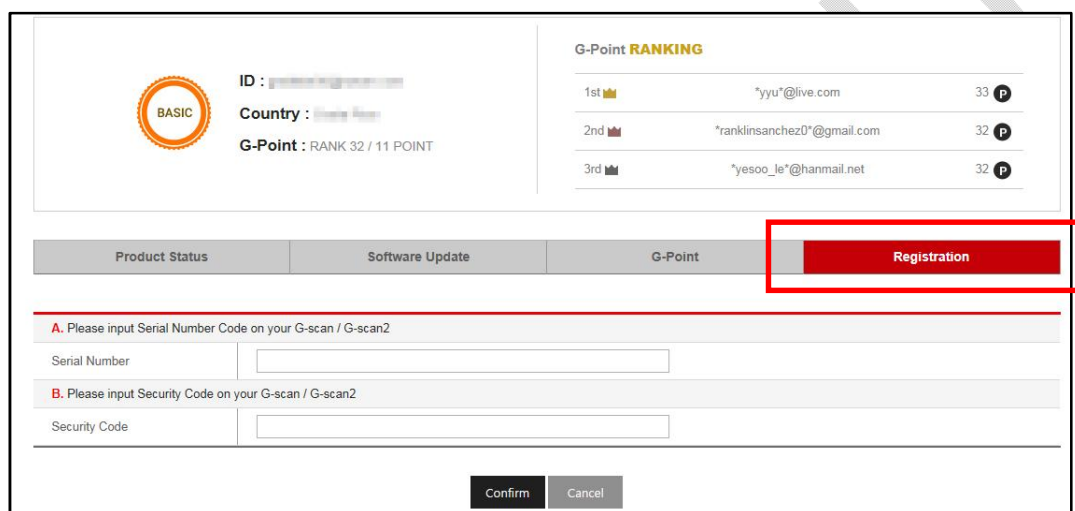 BASIC
ID :
Country :
G-Point : RANK 32 / 11 POINT
G-Point RANKING
1st *yyu*@live.com 33 P
2nd *ranklinsanchez0*@gmail.com 32 P
3rd *yesoo_le*@hanmail.net 32 P
Product Status Software Update G-Point Registration
A. Please input Serial Number Code on your G-scan / G-scan2
Serial Number
B. Please input Security Code on your G-scan / G-scan2
Security Code
Confirm Cancel